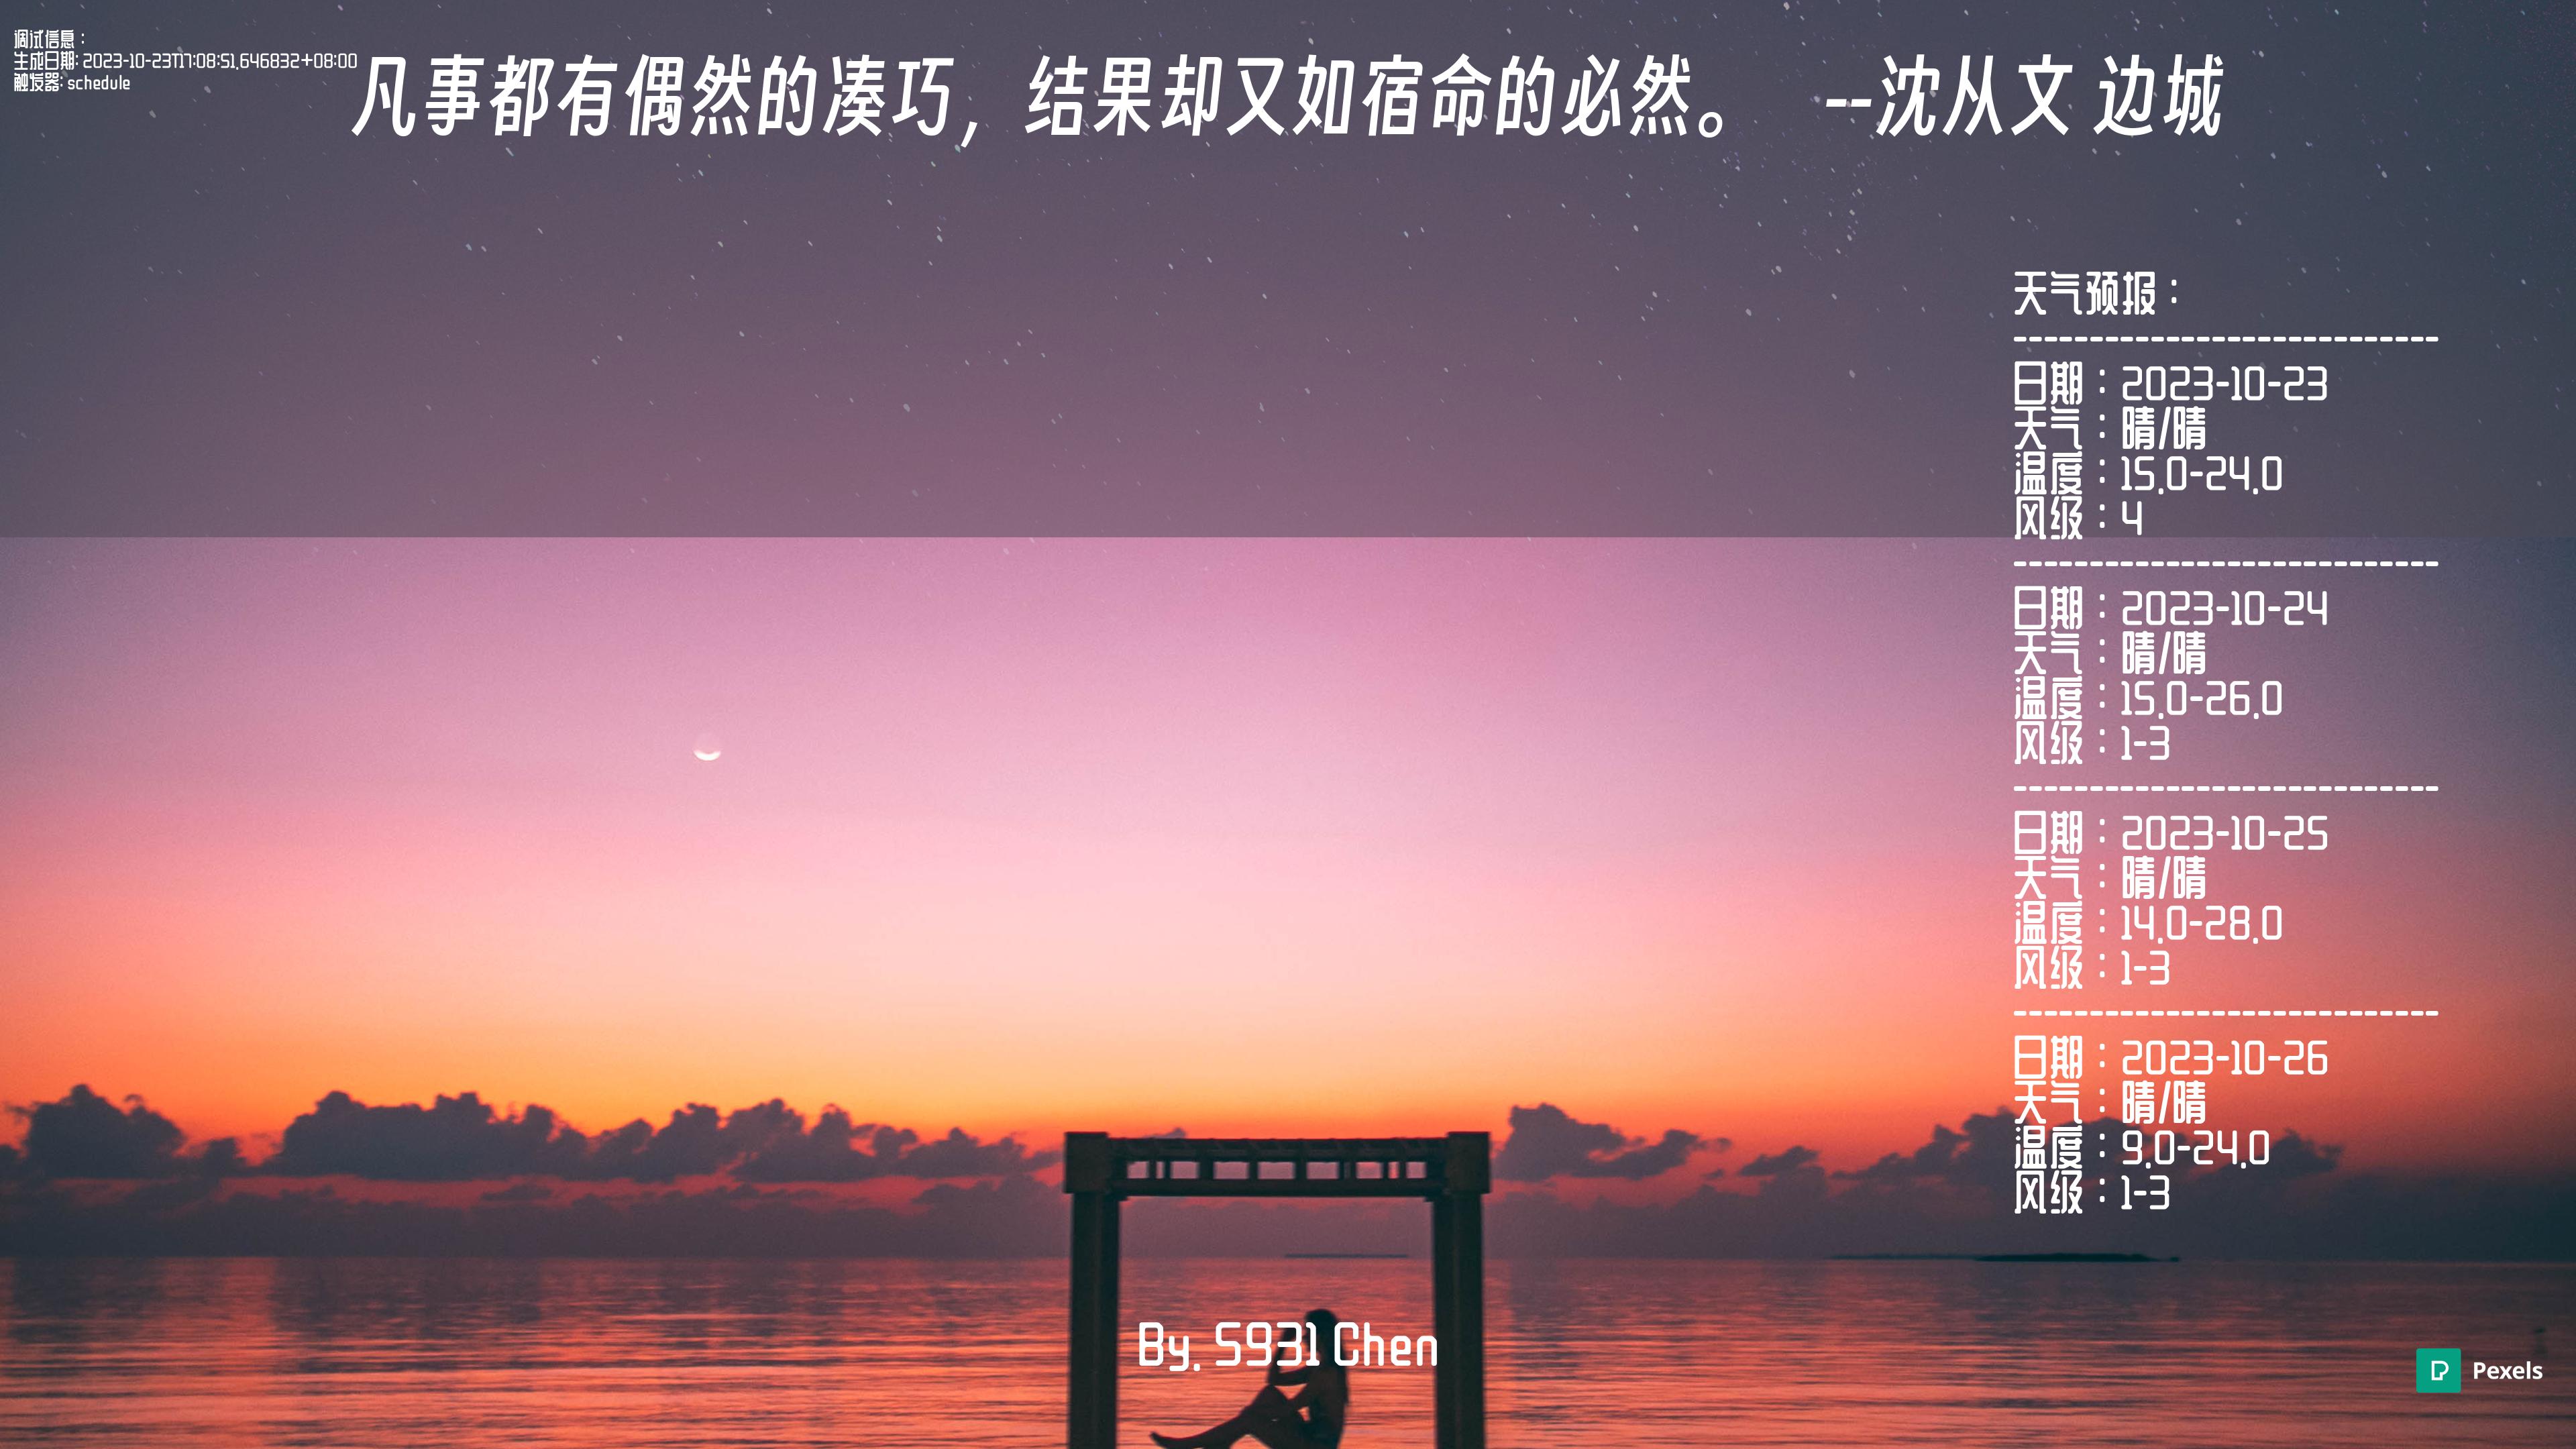 调试信息：
生成日期: 2023-10-23T17:08:51.646832+08:00
触发器: schedule
凡事都有偶然的凑巧，结果却又如宿命的必然。 --沈从文 边城
天气预报：
----------------------------
日期：2023-10-23
天气：晴/晴
温度：15.0-24.0
风级：4
----------------------------
日期：2023-10-24
天气：晴/晴
温度：15.0-26.0
风级：1-3
----------------------------
日期：2023-10-25
天气：晴/晴
温度：14.0-28.0
风级：1-3
----------------------------
日期：2023-10-26
天气：晴/晴
温度：9.0-24.0
风级：1-3
By. 5931 Chen
Pexels